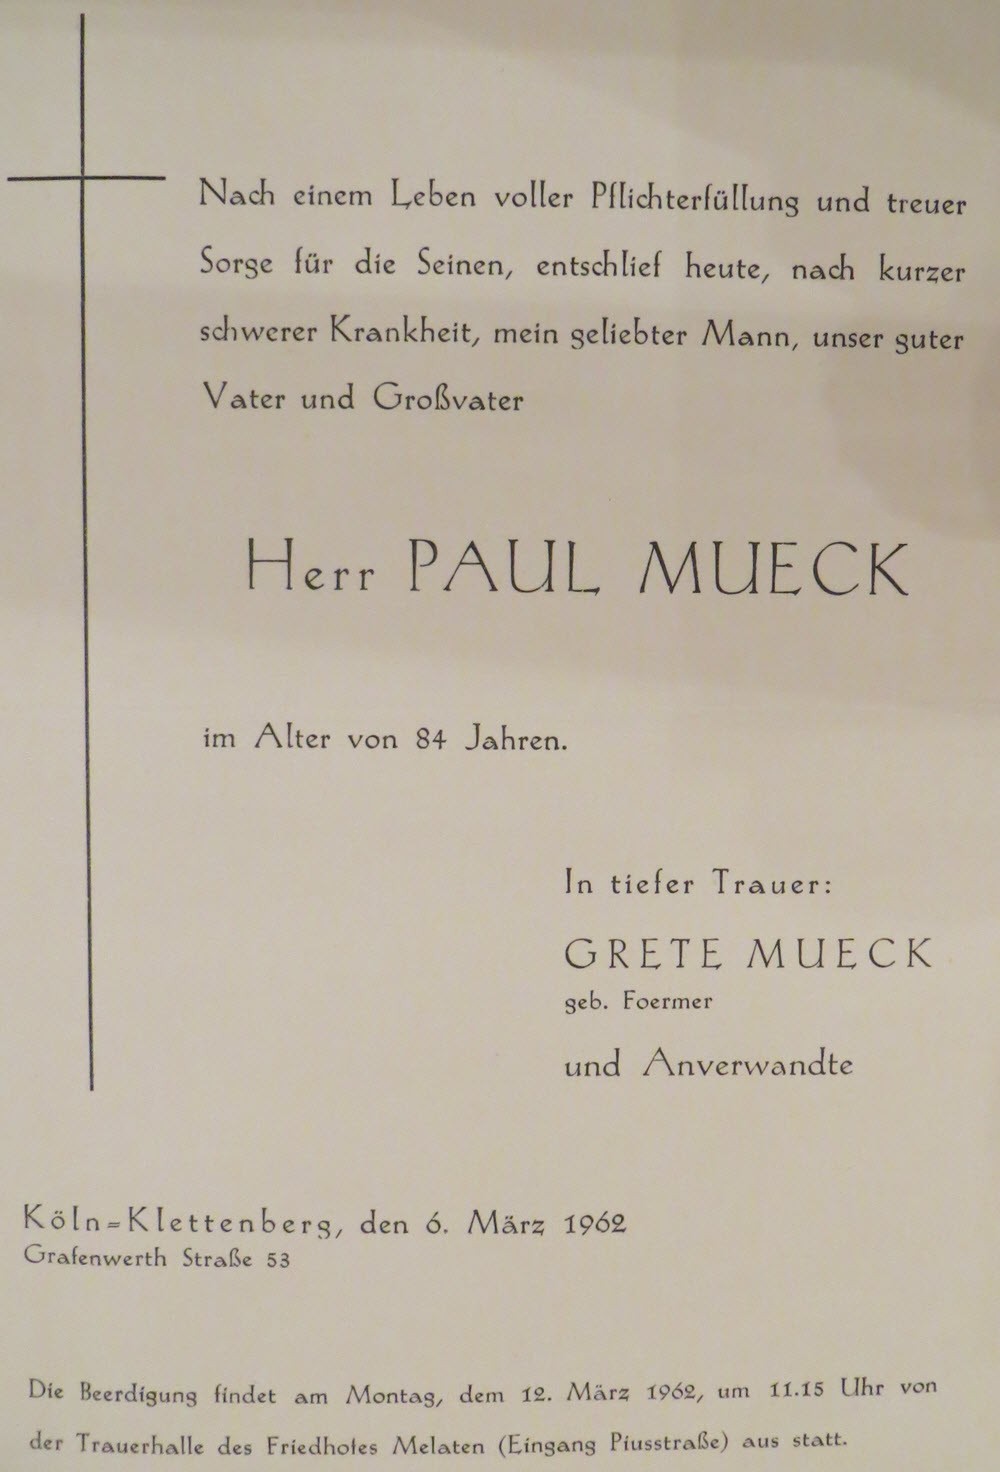 Nach einem Leben voller Pflichterfüllung und treuer
Sorge für die Seinen, entschlief heute, nach kurzer
schwerer Krankheit, mein geliebter Mann, unser guter
Vater und Großvater
Herr PAUL MUECK
im Alter von 84 Jahren.
In tiefer Trauer:
GRETE MUECK
geb. Foermer
und Anverwandte
Köln=Klettenberg, den 6. März 1962
Grafenwerth Straße 53
Die Beerdigung findet am Montag, dem 12. März 1962, um 11.15 Uhr von
der Trauerhalle des Friedhofes Melaten (Eingang Piusstraße) aus statt.